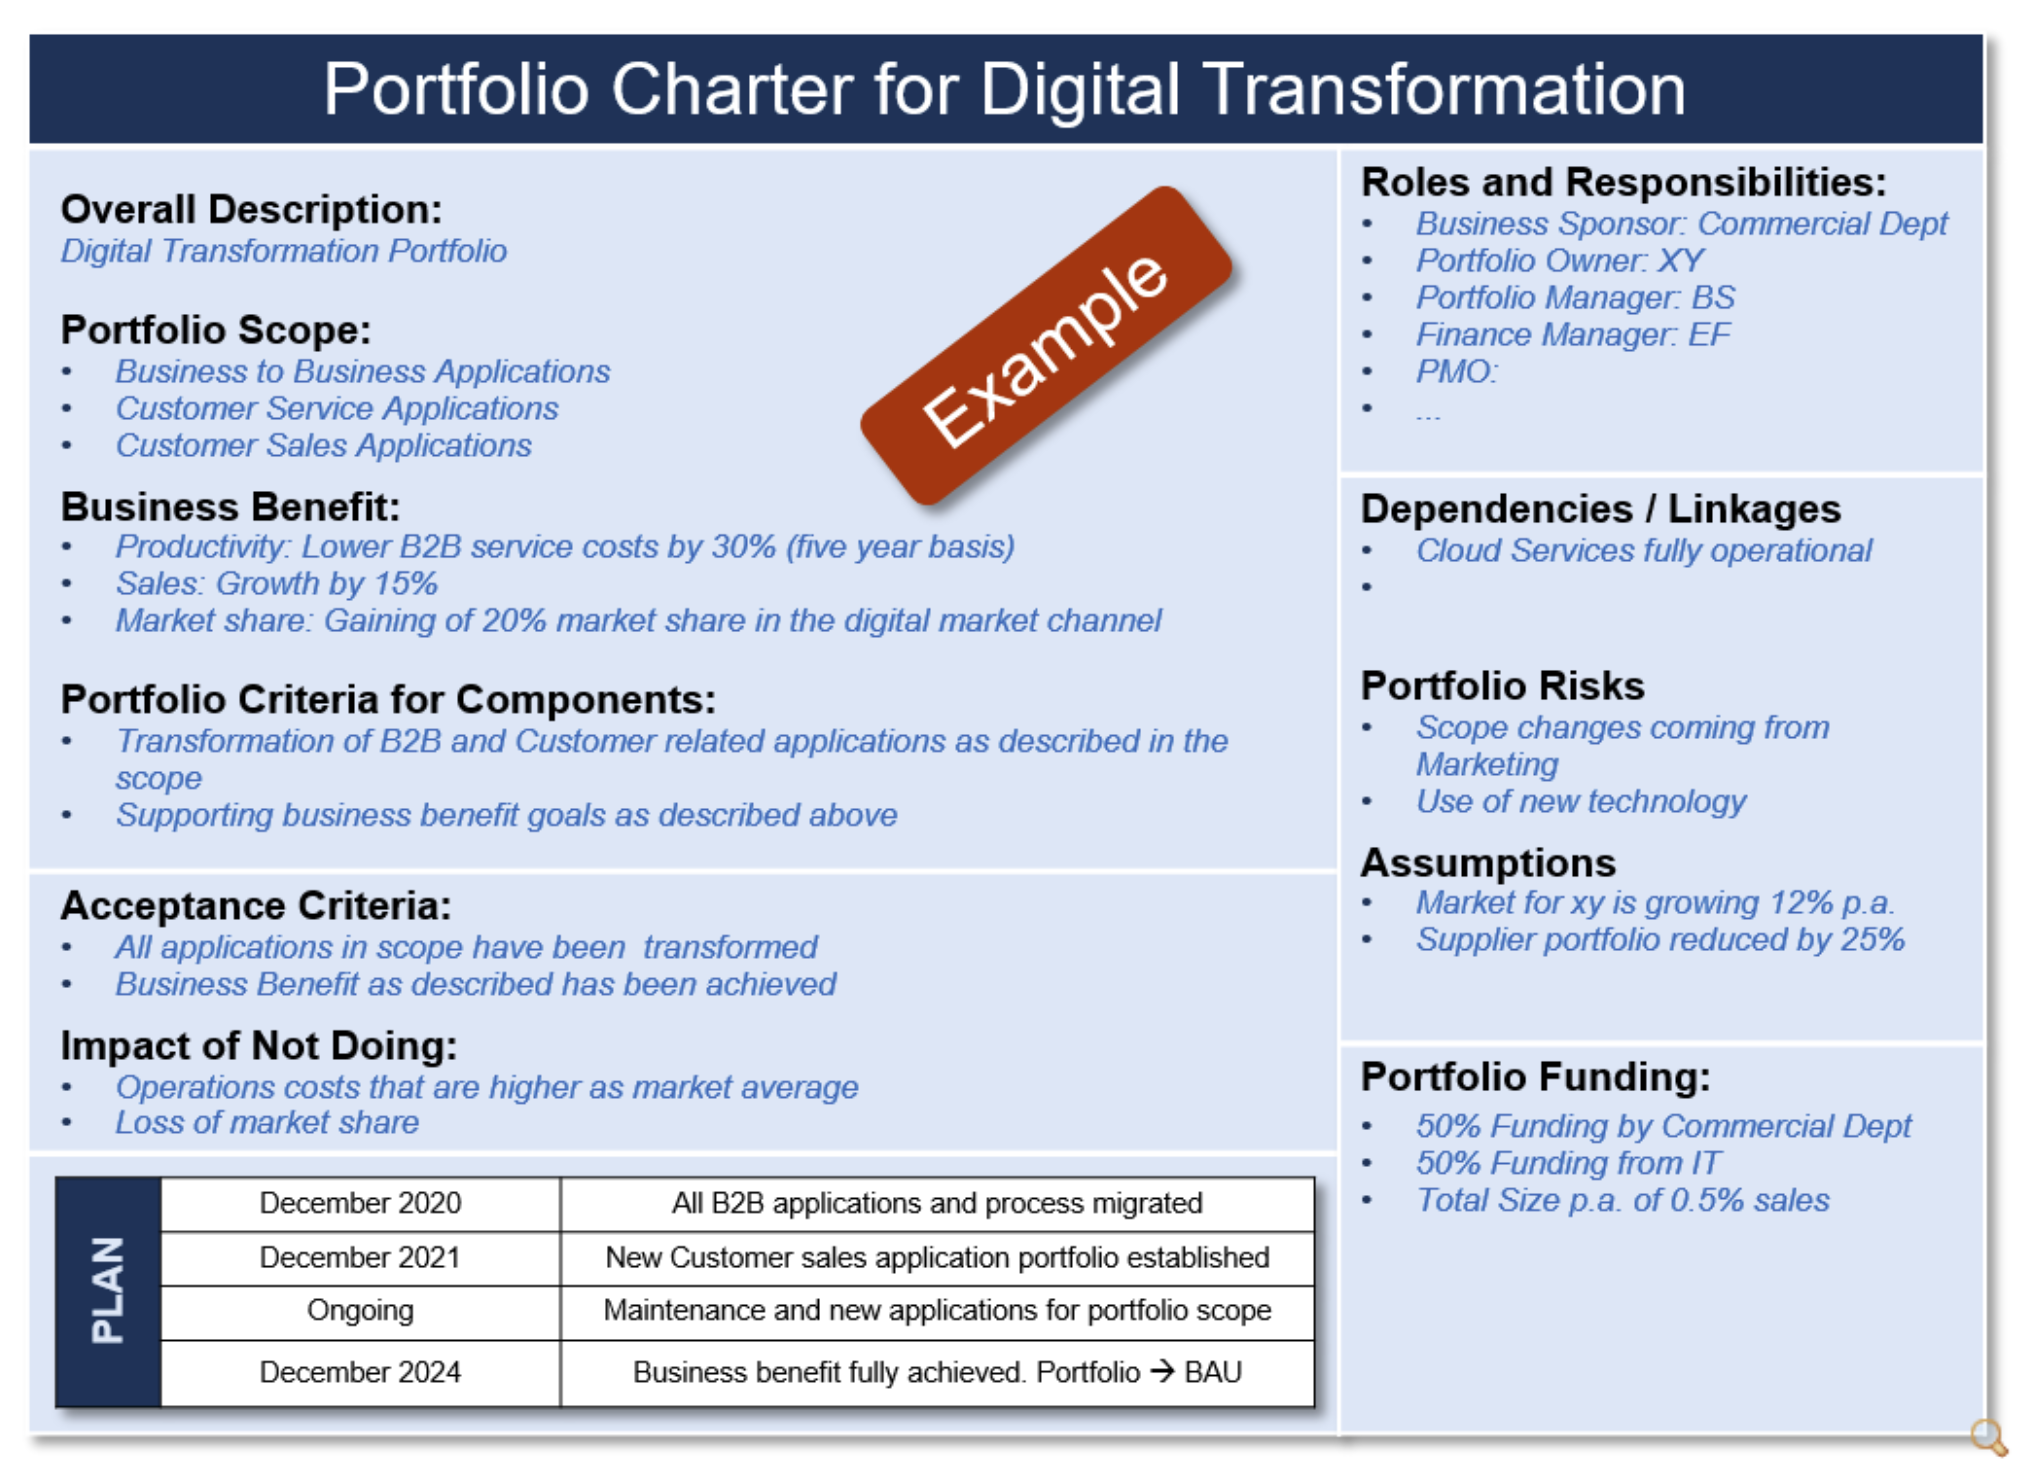 Portfolio Charter for Digital Transformation
Overall Description:
Digital Transformation Portfolio
Portfolio Scope:
• Business to Business Applications
• Customer Service Applications
• Customer Sales Applications
Example
Business Benefit:
• Productivity: Lower B2B service costs by 30% (five year basis)
• Sales: Growth by 15%
• Market share: Gaining of 20% market share in the digital market channel
Portfolio Criteria for Components:
• Transformation of B2B and Customer related applications as described in the
scope
• Supporting business benefit goals as described above
Acceptance Criteria:
• All applications in scope have been transformed
• Business Benefit as described has been achieved
Impact of Not Doing:
• Operations costs that are higher as market average
• Loss of market share
PLAN
December 2020 All B2B applications and process migrated
December 2021 New Customer sales application portfolio established
Ongoing Maintenance and new applications for portfolio scope
December 2024 Business benefit fully achieved. Portfolio → BAU
Roles and Responsibilities:
• Business Sponsor: Commercial Dept
• Portfolio Owner: XY
• Portfolio Manager: BS
• Finance Manager: EF
• PMO:
• ...
Dependencies / Linkages
• Cloud Services fully operational
•
Portfolio Risks
• Scope changes coming from
Marketing
• Use of new technology
Assumptions
• Market for xy is growing 12% p.a.
• Supplier portfolio reduced by 25%
Portfolio Funding:
• 50% Funding by Commercial Dept
• 50% Funding from IT
• Total Size p.a. of 0.5% sales